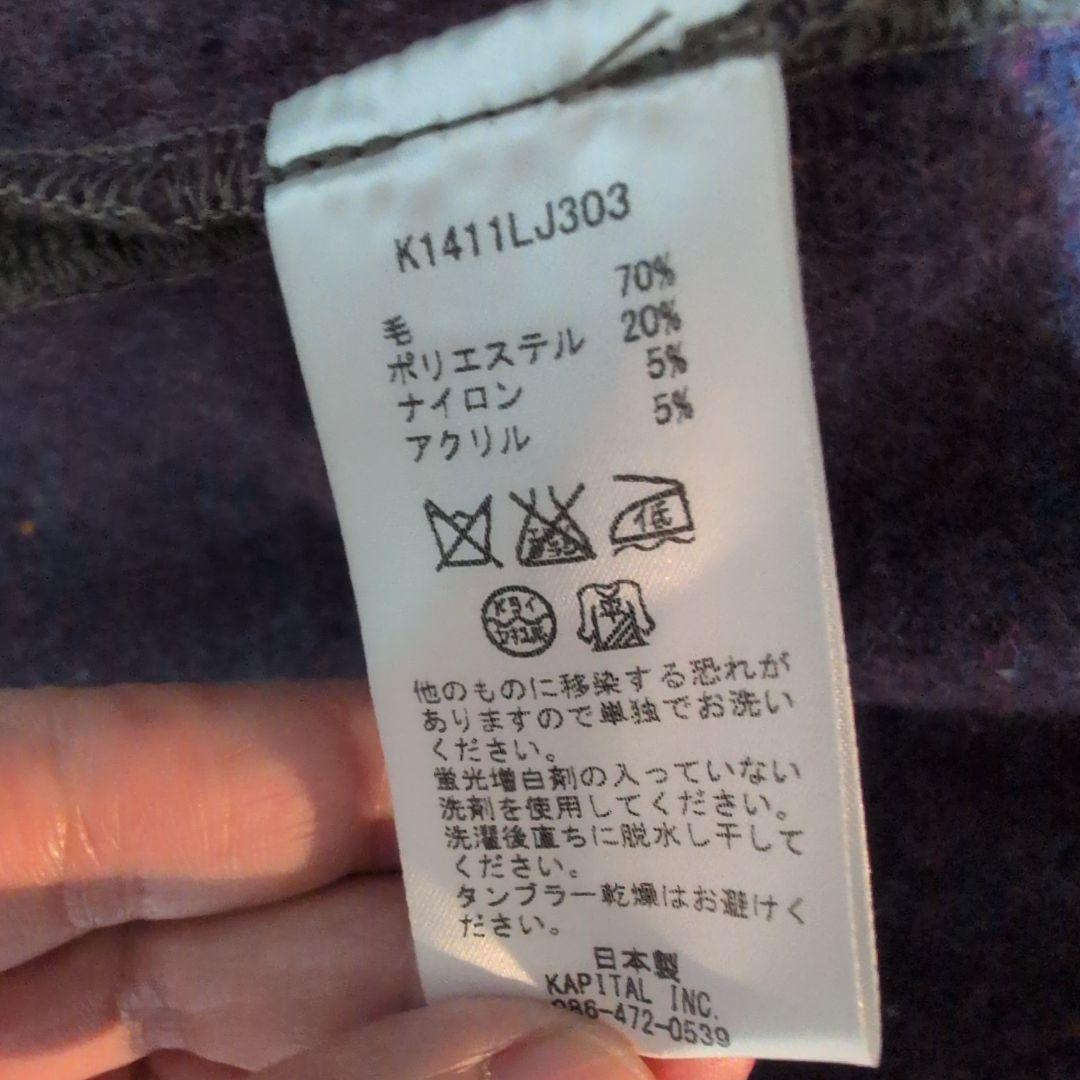 K1411LJ303
毛 70%
ポリエステル 20%
ナイロン 5%
アクリル 5%
低
ドライ
平
他のものに移染する恐れが
ありますので単独でお洗い
ください。
蛍光増白剤の入っていない
洗剤を使用してください。
洗濯後直ちに脱水し干して
ください。
タンブラー乾燥はお避けく
ださい。
日本製
KAPITAL INC.
086-472-0539